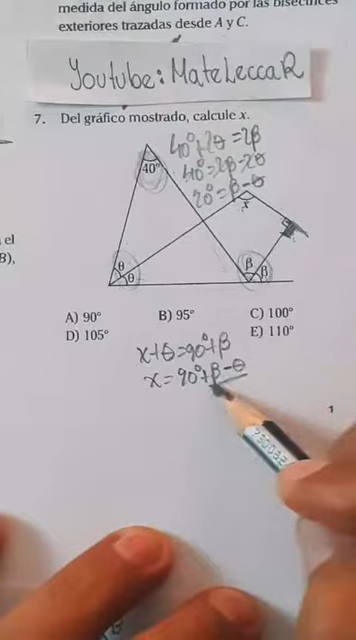 medida del ángulo formado por las bisectrices
exteriores trazadas desde A y C.
Youtube: MateLeccaR
7. Del gráfico mostrado, calcule x.
40°+2θ=2β
40°=2β-2θ
20°=β-θ
40°
x
el
B),
θ
θ
β
β
A) 90°
B) 95°
C) 100°
D) 105°
E) 110°
x+θ=90°+β
x=90°+β-θ
1